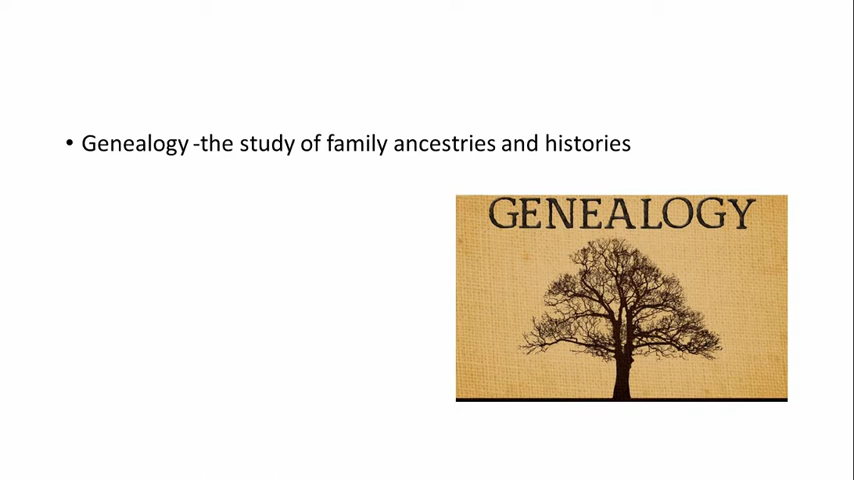 • Genealogy -the study of family ancestries and histories
GENEALOGY